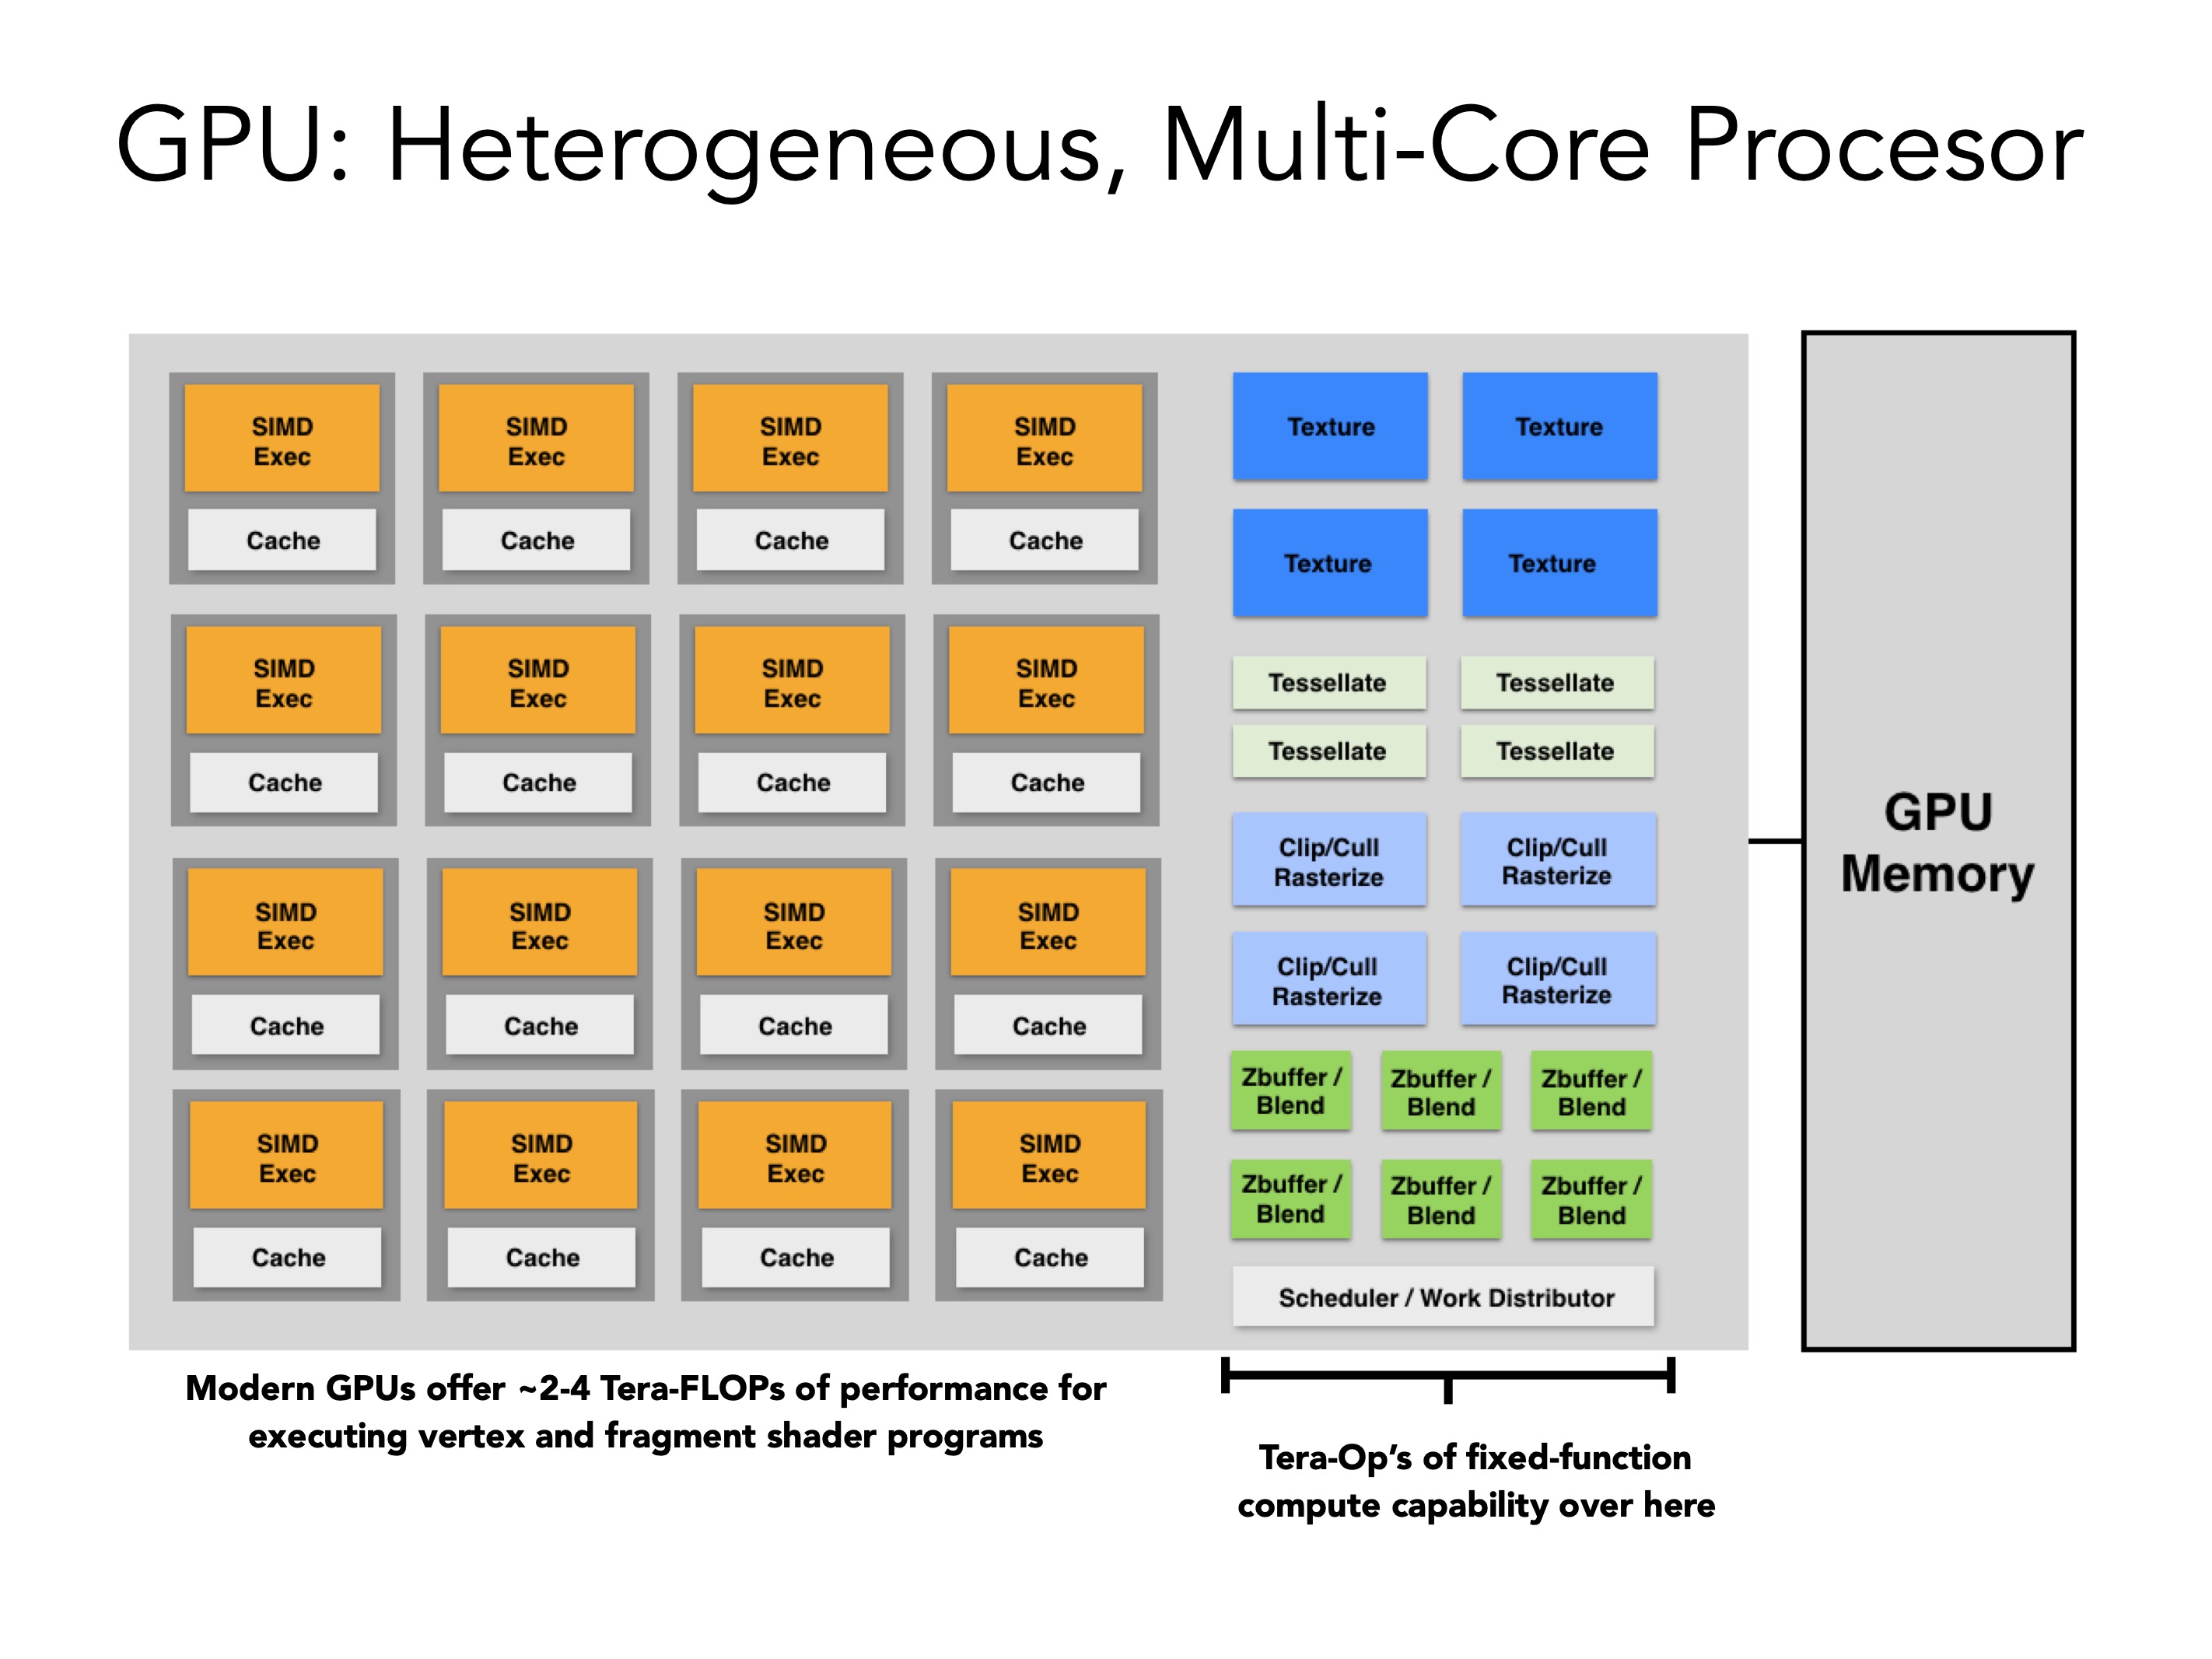 GPU: Heterogeneous, Multi-Core Procesor
SIMD
Exec
Cache
SIMD
Exec
Cache
SIMD
Exec
Cache
SIMD
Exec
Cache
SIMD
Exec
Cache
SIMD
Exec
Cache
SIMD
Exec
Cache
SIMD
Exec
Cache
SIMD
Exec
Cache
SIMD
Exec
Cache
SIMD
Exec
Cache
SIMD
Exec
Cache
SIMD
Exec
Cache
SIMD
Exec
Cache
SIMD
Exec
Cache
SIMD
Exec
Cache
Texture
Texture
Texture
Texture
Tessellate
Tessellate
Tessellate
Tessellate
Clip/Cull
Rasterize
Clip/Cull
Rasterize
Clip/Cull
Rasterize
Clip/Cull
Rasterize
Zbuffer /
Blend
Zbuffer /
Blend
Zbuffer /
Blend
Zbuffer /
Blend
Zbuffer /
Blend
Zbuffer /
Blend
Scheduler / Work Distributor
GPU
Memory
Modern GPUs offer ~2-4 Tera-FLOPs of performance for
executing vertex and fragment shader programs
Tera-Op’s of fixed-function
compute capability over here